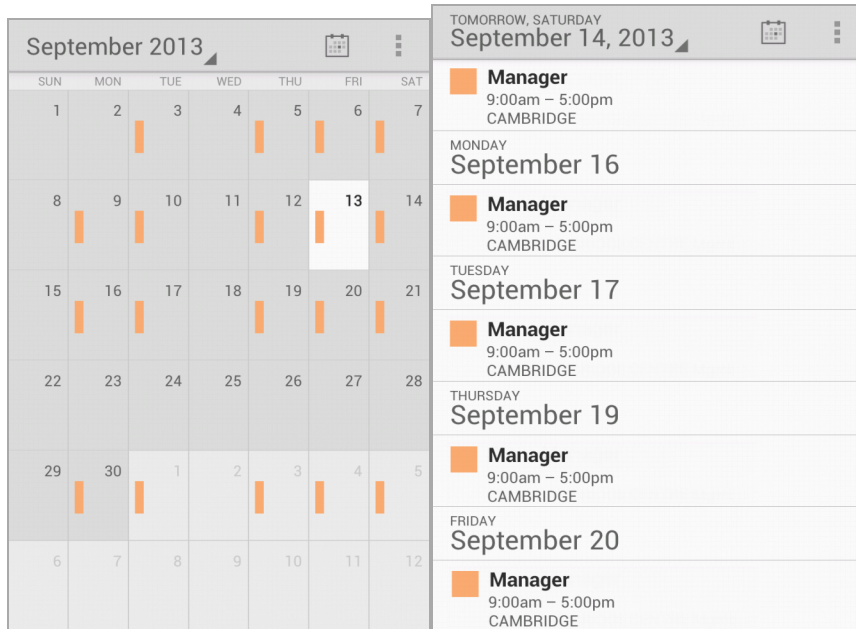 September 2013
SUN MON TUE WED THU FRI SAT
1 2 3 4 5 6 7
8 9 10 11 12 13 14
15 16 17 18 19 20 21
22 23 24 25 26 27 28
29 30 1 2 3 4 5
6 7 8 9 10 11 12
TOMORROW, SATURDAY
September 14, 2013
Manager
9:00am – 5:00pm
CAMBRIDGE
MONDAY
September 16
Manager
9:00am – 5:00pm
CAMBRIDGE
TUESDAY
September 17
Manager
9:00am – 5:00pm
CAMBRIDGE
THURSDAY
September 19
Manager
9:00am – 5:00pm
CAMBRIDGE
FRIDAY
September 20
Manager
9:00am – 5:00pm
CAMBRIDGE